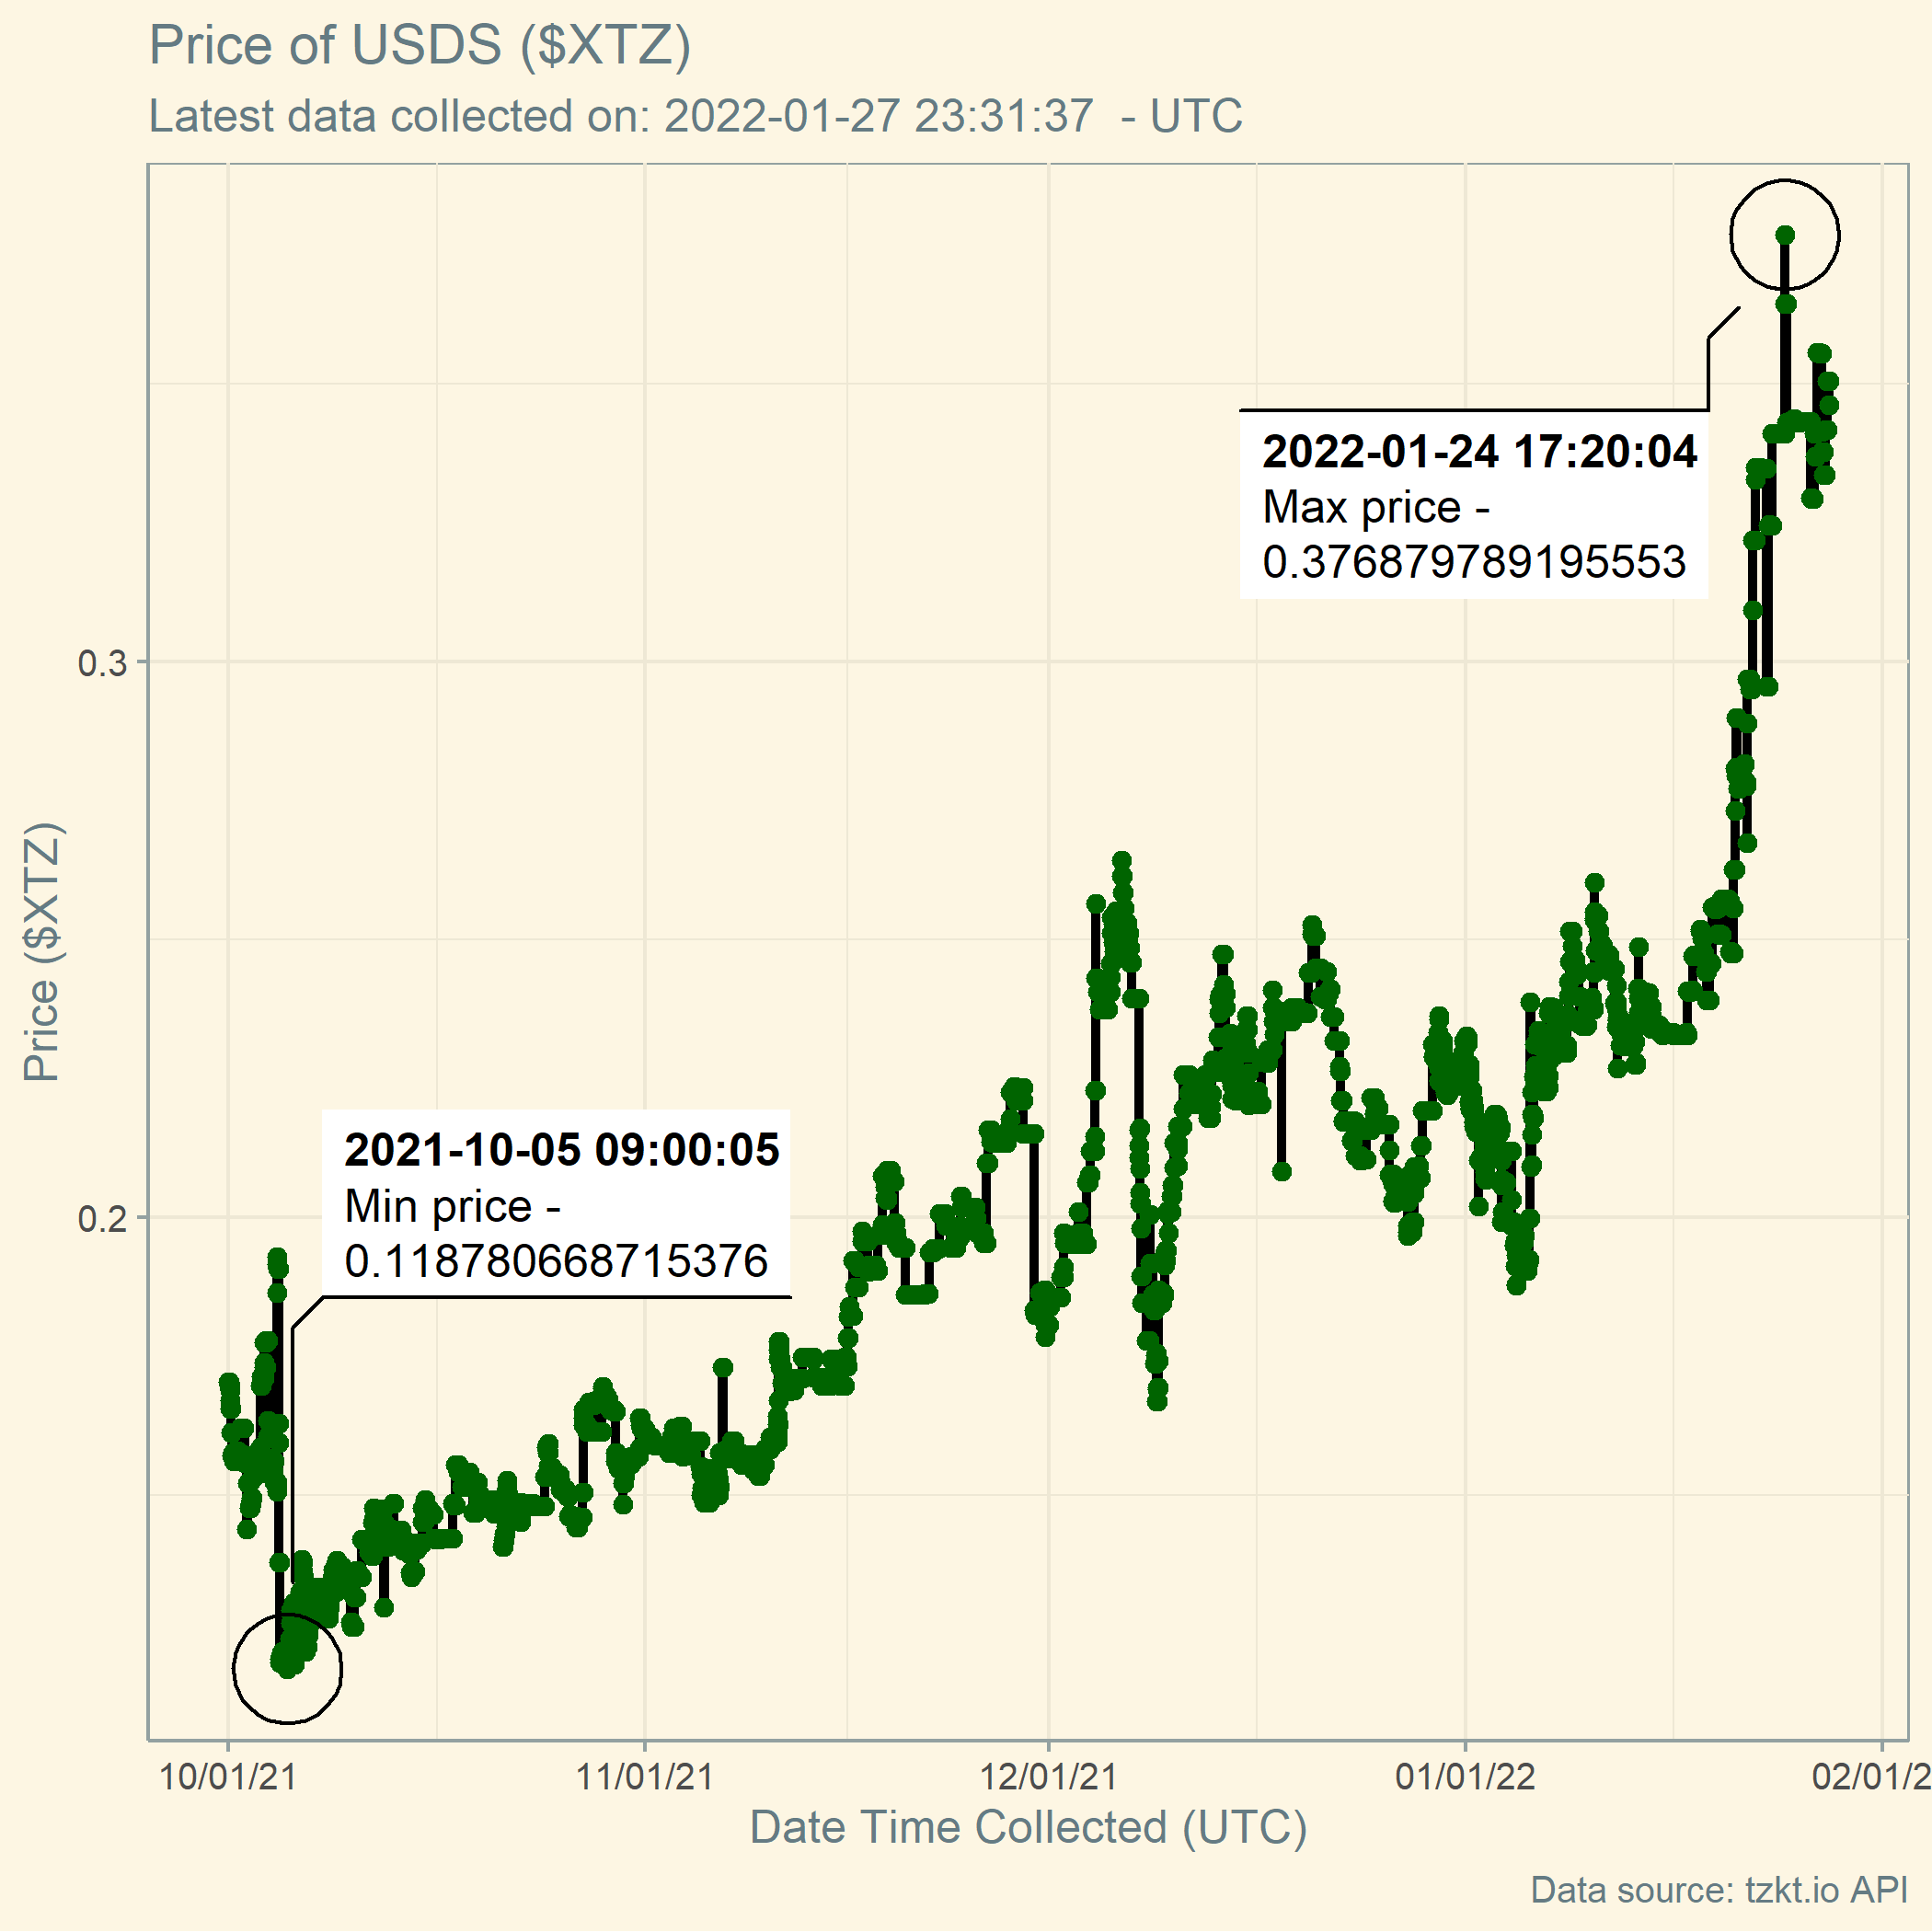 Price of USDS ($XTZ)
Latest data collected on: 2022-01-27 23:31:37  - UTC
2022-01-24 17:20:04
Max price -
0.376879789195553
0.3
Price ($XTZ)
2021-10-05 09:00:05
Min price -
0.118780668715376
0.2
10/01/21
11/01/21
12/01/21
01/01/22
02/01/2
Date Time Collected (UTC)
Data source: tzkt.io API